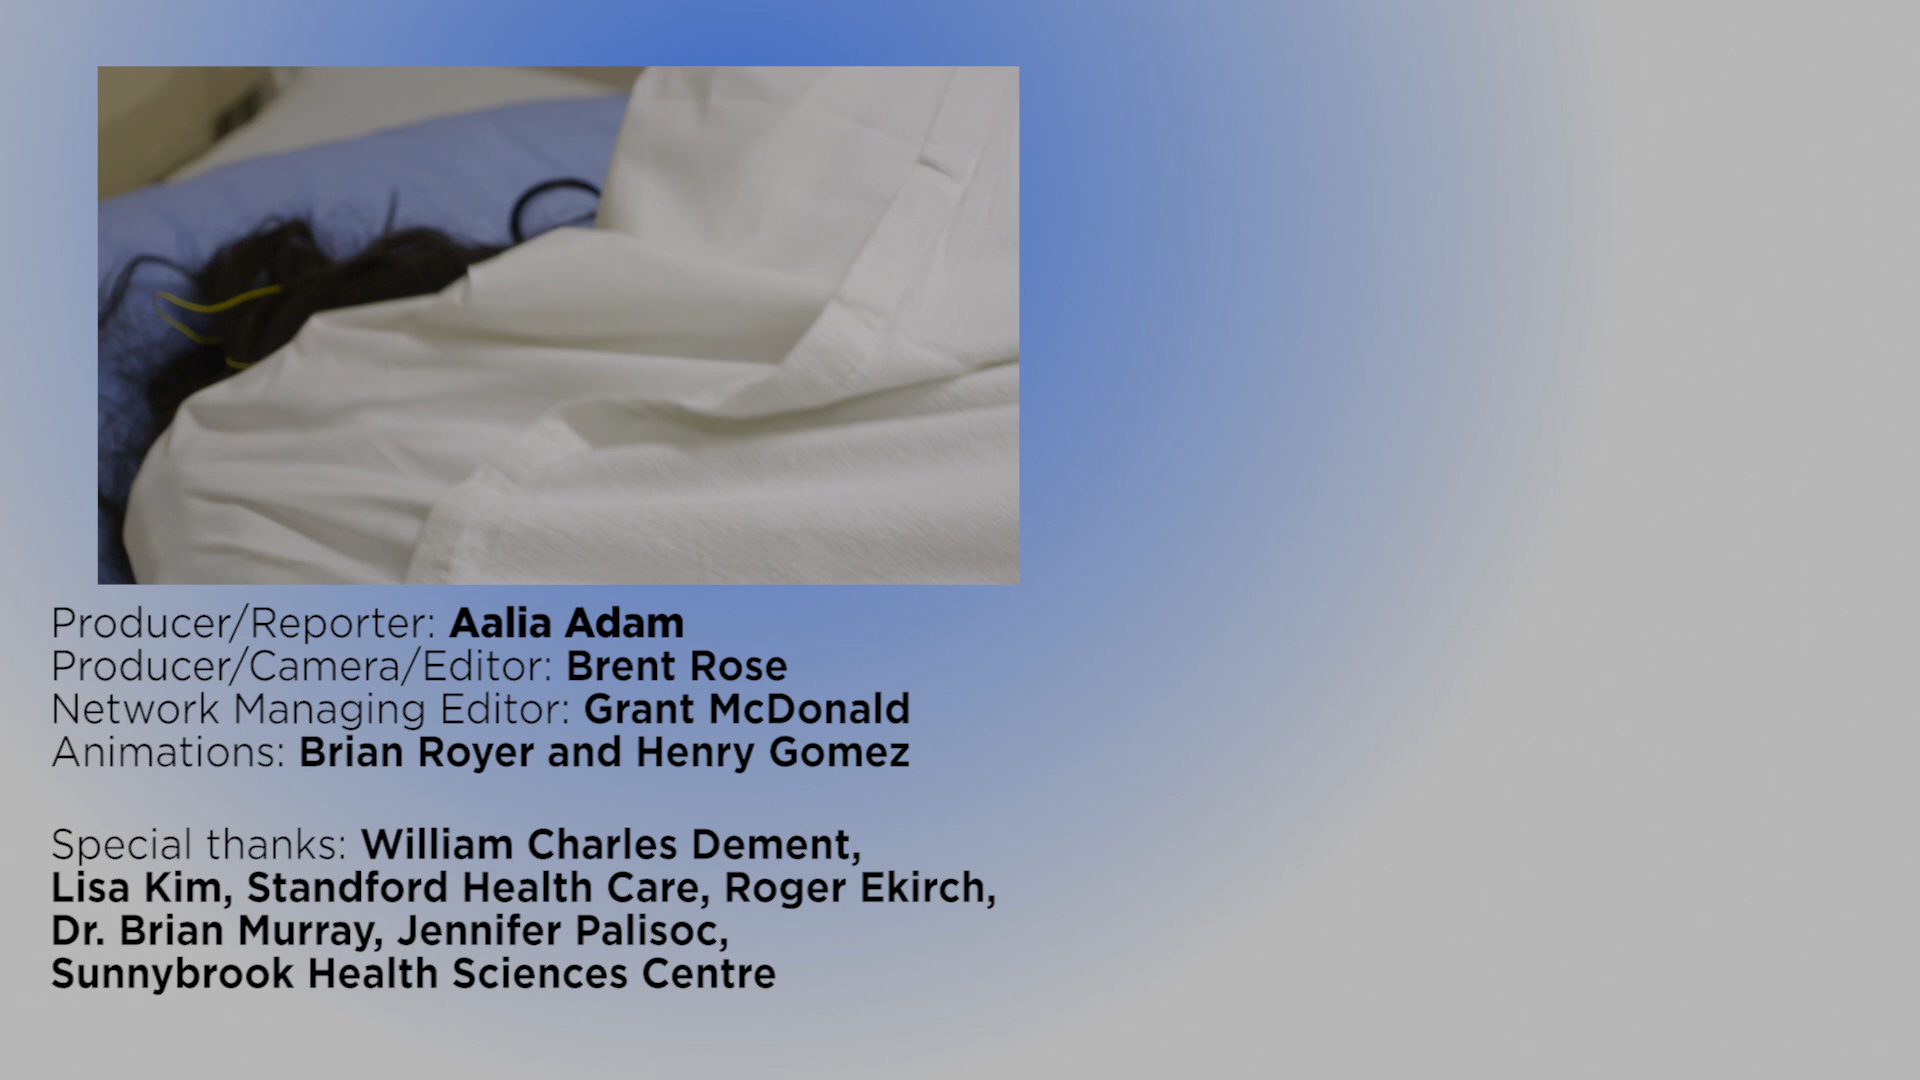 Producer/Reporter: Aalia Adam
Producer/Camera/Editor: Brent Rose
Network Managing Editor: Grant McDonald
Animations: Brian Royer and Henry Gomez
Special thanks: William Charles Dement,
Lisa Kim, Standford Health Care, Roger Ekirch,
Dr. Brian Murray, Jennifer Palisoc,
Sunnybrook Health Sciences Centre